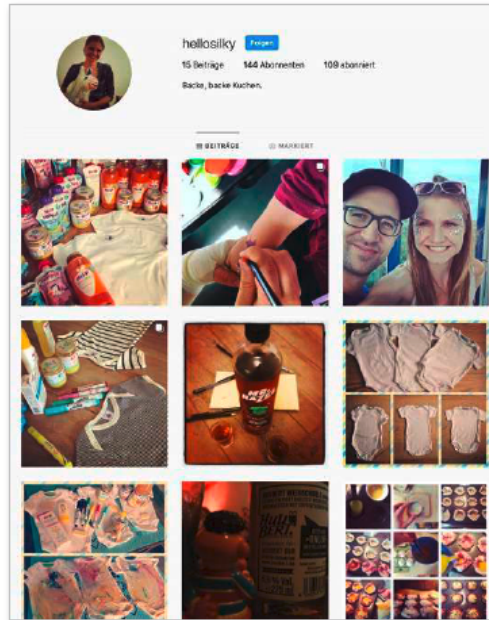 hellosilky Folgen
15 Beiträge 144 Abonnenten 109 abonniert
Backe, backe Kuchen.
BEITRÄGE MARKIERT